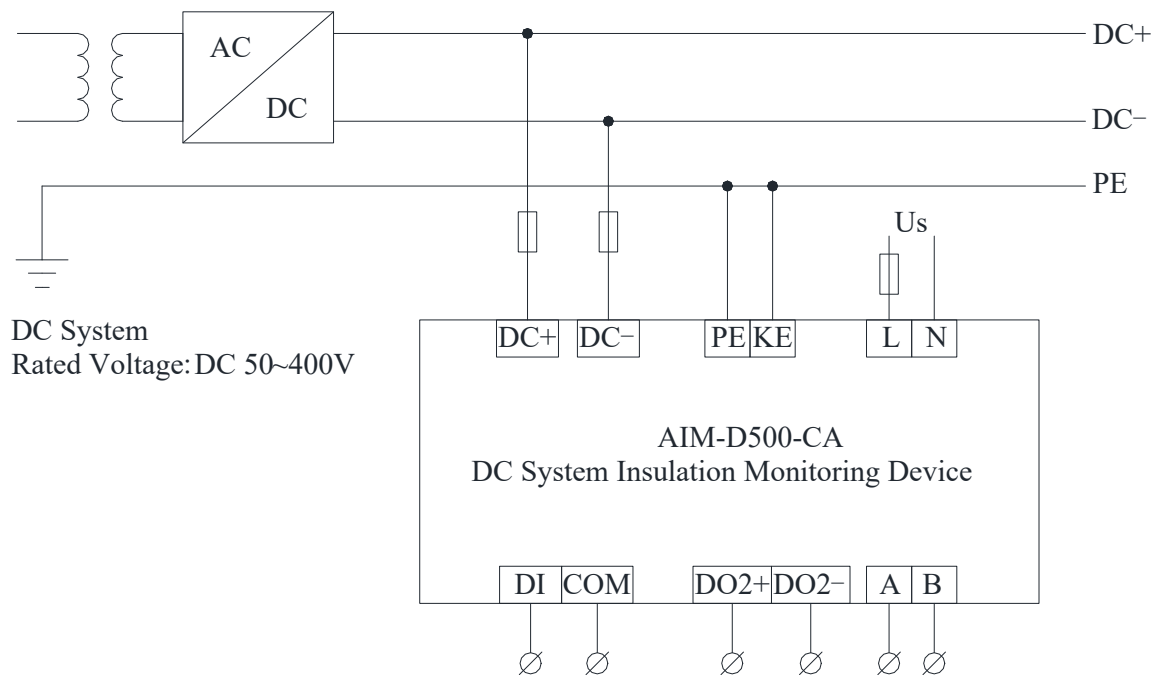 AC
DC
DC+
DC−
PE
Us
DC System
Rated Voltage: DC 50~400V
DC+ DC− PE KE L N
AIM-D500-CA
DC System Insulation Monitoring Device
DI COM DO2+ DO2− A B